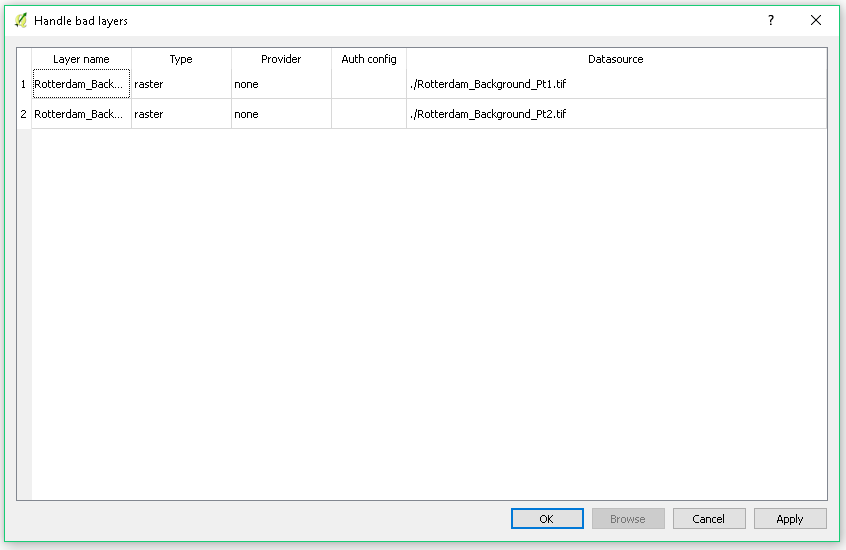 Handle bad layers ?
Layer name Type Provider Auth config Datasource
1 Rotterdam_Back... raster none ./Rotterdam_Background_Pt1.tif
2 Rotterdam_Back... raster none ./Rotterdam_Background_Pt2.tif
OK Browse Cancel Apply